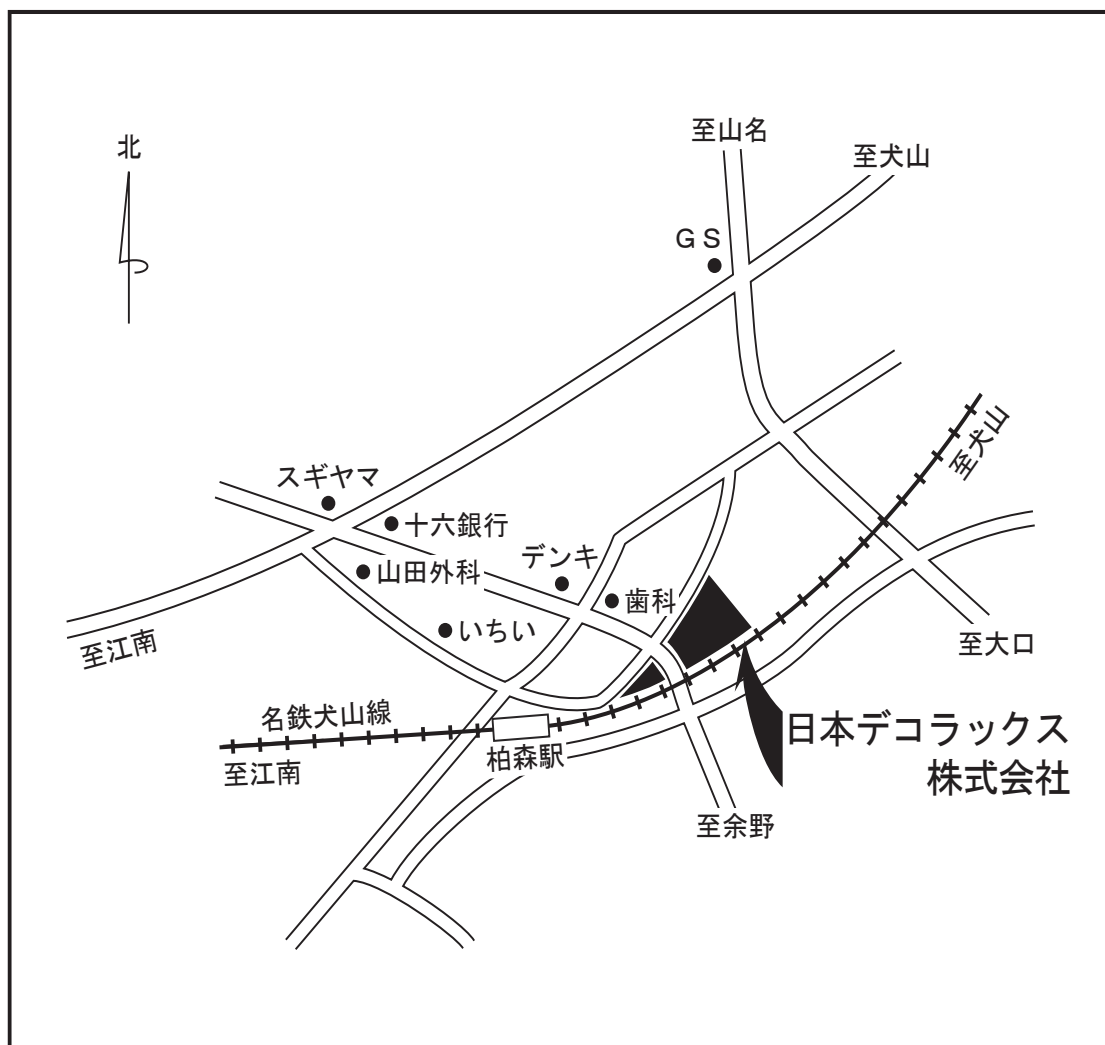 至山名
北
至犬山
GS
至犬山
スギヤマ
十六銀行
デンキ
山田外科
歯科
いちい
至江南
至大口
名鉄犬山線
日本デコラックス
株式会社
柏森駅
至江南
至余野